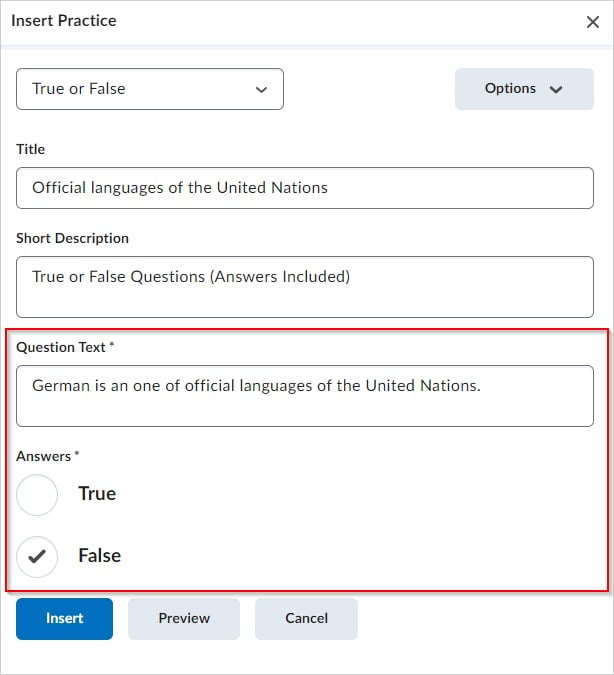 Insert Practice
True or False
Options
Title
Official languages of the United Nations
Short Description
True or False Questions (Answers Included)
Question Text *
German is an one of official languages of the United Nations.
Answers *
True
False
Insert
Preview
Cancel